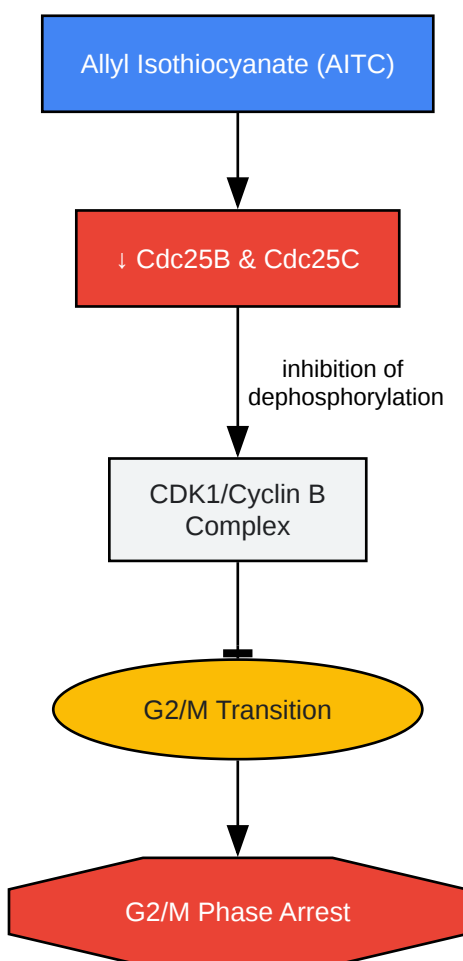 Allyl Isothiocyanate (AITC)
↓ Cdc25B & Cdc25C
inhibition of
dephosphorylation
CDK1/Cyclin B
Complex
G2/M Transition
G2/M Phase Arrest